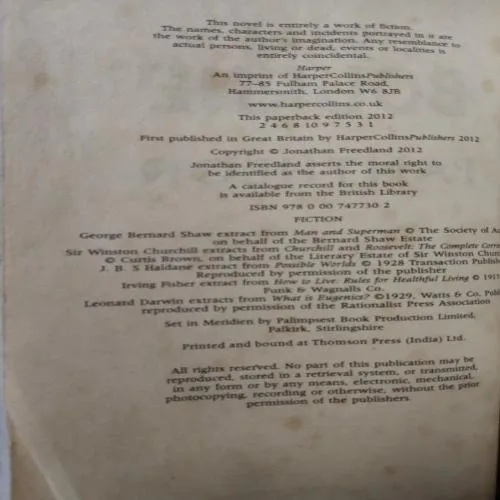 This novel is entirely a work of fiction.
The names, characters and incidents portrayed in it are
the work of the author's imagination. Any resemblance to
actual persons, living or dead, events or localities is
entirely coincidental.
Harper
An imprint of HarperCollinsPublishers
77–85 Fulham Palace Road,
Hammersmith, London W6 8JB
www.harpercollins.co.uk
This paperback edition 2012
2 4 6 8 10 9 7 5 3 1
First published in Great Britain by HarperCollinsPublishers 2012
Copyright © Jonathan Freedland 2012
Jonathan Freedland asserts the moral right to
be identified as the author of this work
A catalogue record for this book
is available from the British Library
ISBN 978 0 00 747730 2
FICTION
George Bernard Shaw extract from Man and Superman © The Society of Au
on behalf of the Bernard Shaw Estate
Sir Winston Churchill extracts from Churchill and Roosevelt: The Complete Corres
© Curtis Brown, on behalf of the Literary Estate of Sir Winston Church
J. B. S Haldane extract from Possible Worlds © 1928 Transaction Publish
Reproduced by permission of the publisher
Irving Fisher extract from How to Live: Rules for Healthful Living © 1915
Funk & Wagnalls Co.
Leonard Darwin extracts from What is Eugenics? ©1929, Watts & Co. Publi
reproduced by permission of the Rationalist Press Association
Set in Meridien by Palimpsest Book Production Limited,
Falkirk, Stirlingshire
Printed and bound at Thomson Press (India) Ltd.
All rights reserved. No part of this publication may be
reproduced, stored in a retrieval system, or transmitted,
in any form or by any means, electronic, mechanical,
photocopying, recording or otherwise, without the prior
permission of the publishers.